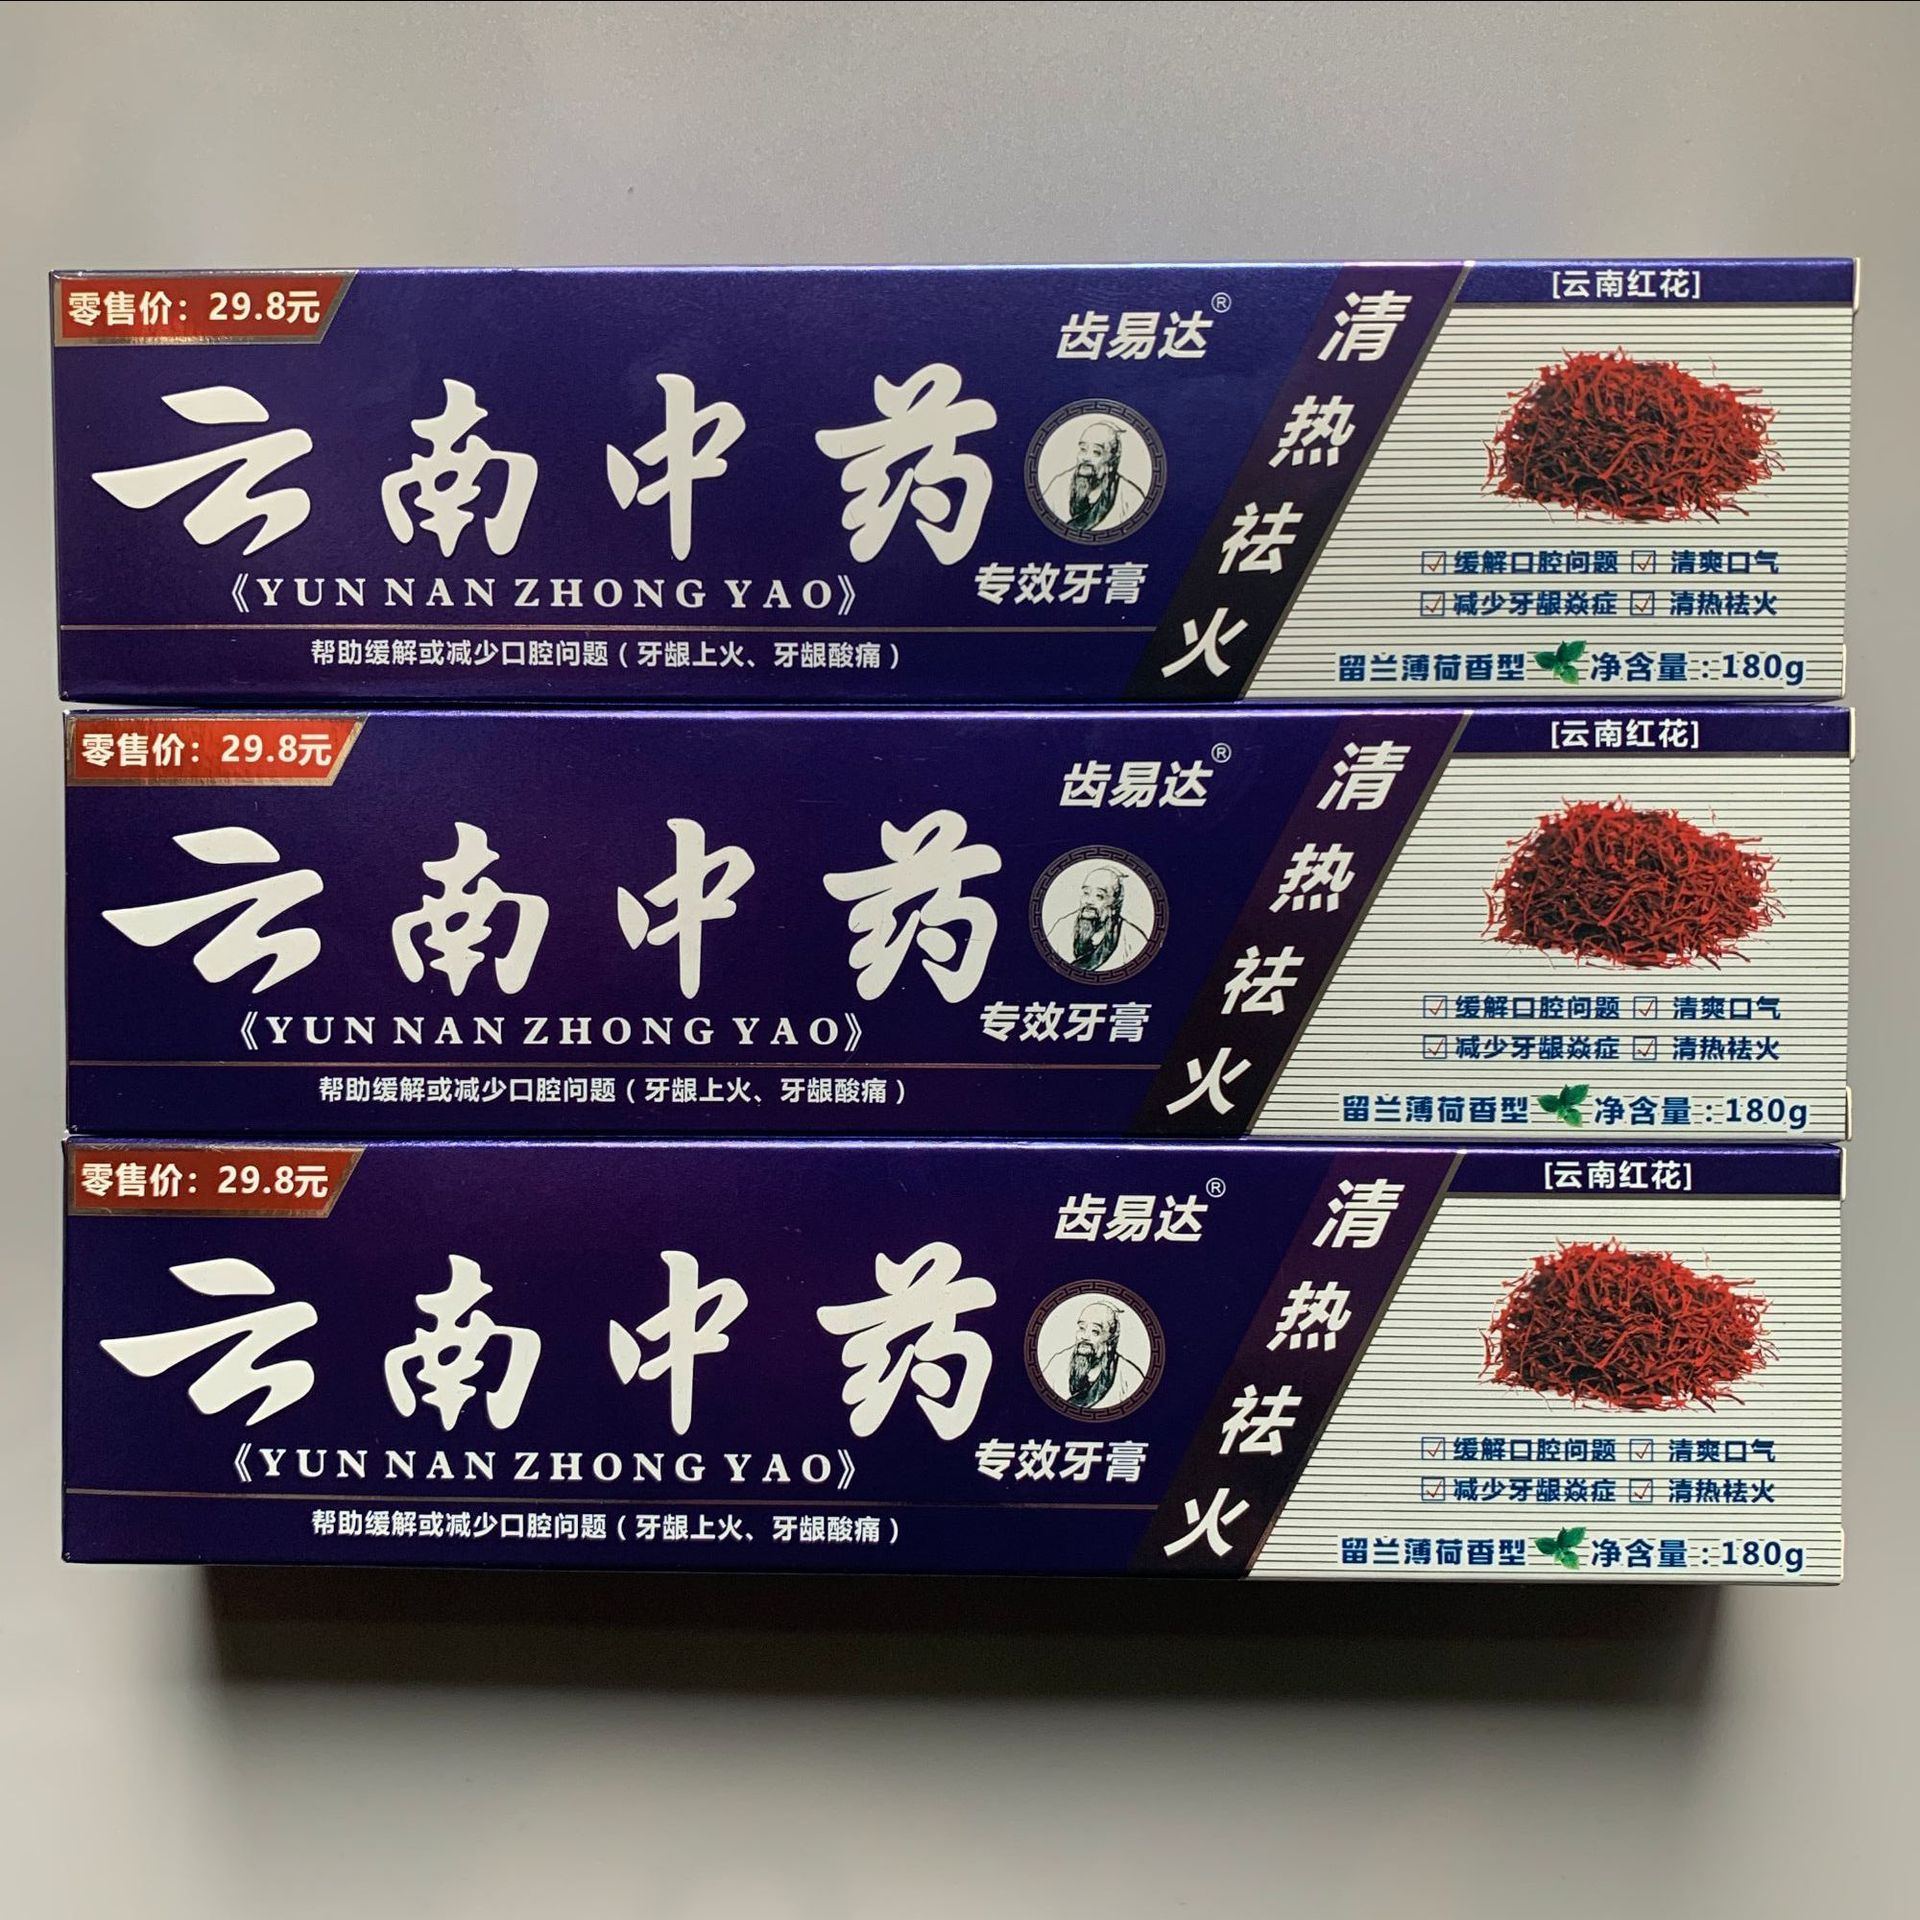 零售价：29.8元
齿易达®
云南中药
《YUN NAN ZHONG YAO》
专效牙膏
帮助缓解或减少口腔问题（牙龈上火、牙龈酸痛）
清热祛火
[云南红花]
☑缓解口腔问题 ☑清爽口气
☑减少牙龈焱症 ☑清热祛火
留兰薄荷香型 净含量：180g
零售价：29.8元
齿易达®
云南中药
《YUN NAN ZHONG YAO》
专效牙膏
帮助缓解或减少口腔问题（牙龈上火、牙龈酸痛）
清热祛火
[云南红花]
☑缓解口腔问题 ☑清爽口气
☑减少牙龈焱症 ☑清热祛火
留兰薄荷香型 净含量：180g
零售价：29.8元
齿易达®
云南中药
《YUN NAN ZHONG YAO》
专效牙膏
帮助缓解或减少口腔问题（牙龈上火、牙龈酸痛）
清热祛火
[云南红花]
☑缓解口腔问题 ☑清爽口气
☑减少牙龈焱症 ☑清热祛火
留兰薄荷香型 净含量：180g